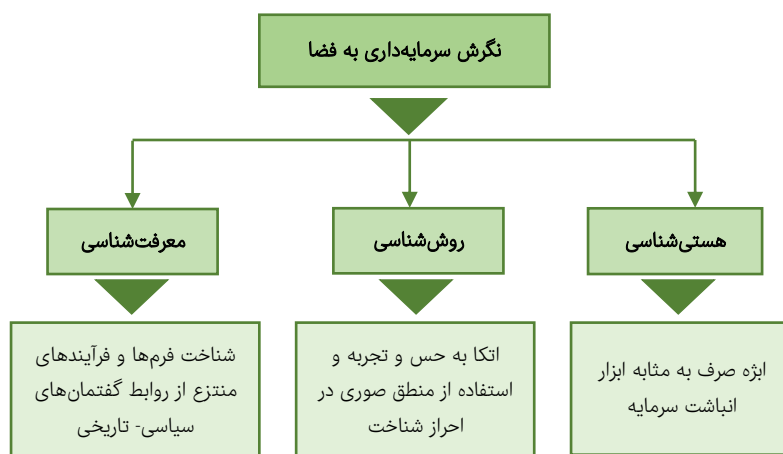 نگرش سرمایه‌داری به فضا
هستی‌شناسی
روش‌شناسی
معرفت‌شناسی
ابژه صرف به مثابه ابزار
انباشت سرمایه
اتکا به حس و تجربه و
استفاده از منطق صوری در
احراز شناخت
شناخت فرم‌ها و فرآیندهای
منتزع از روابط گفتمان‌های
سیاسی- تاریخی